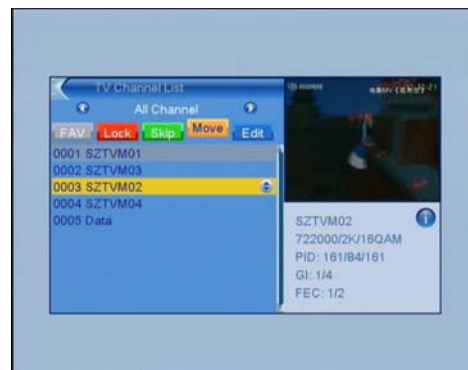 TV Channel List
All Channel
FAV Lock Skip Move Edit
0001 SZTVM01
0002 SZTVM03
0003 SZTVM02
0004 SZTVM04
0005 Data
SZTVM02
722000/2K/16QAM
PID: 161/84/161
GI: 1/4
FEC: 1/2